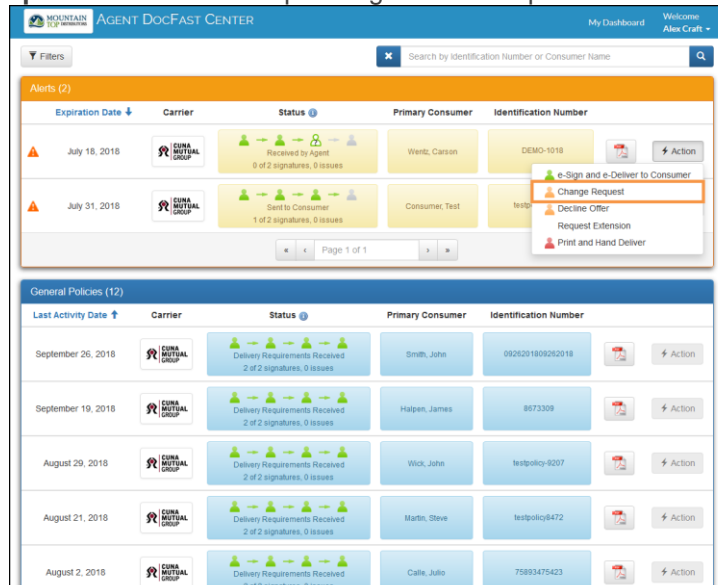 MOUNTAIN
TOP DISTRIBUTORS
AGENT DOCFAST CENTER
My Dashboard
Welcome
Alex Craft
Filters
Search by Identification Number or Consumer Name
Alerts (2)
Expiration Date Carrier Status Primary Consumer Identification Number
July 18, 2018
CUNA
MUTUAL
GROUP
Received by Agent
0 of 2 signatures, 0 issues
Wentz, Carson
DEMO-1018
Action
e-Sign and e-Deliver to Consumer
Change Request
Decline Offer
Request Extension
Print and Hand Deliver
July 31, 2018
CUNA
MUTUAL
GROUP
Sent to Consumer
1 of 2 signatures, 0 issues
Consumer, Test
Page 1 of 1
General Policies (12)
Last Activity Date Carrier Status Primary Consumer Identification Number
September 26, 2018
CUNA
MUTUAL
GROUP
Delivery Requirements Received
2 of 2 signatures, 0 issues
Smith, John
0926201809262018
Action
September 19, 2018
CUNA
MUTUAL
GROUP
Delivery Requirements Received
2 of 2 signatures, 0 issues
Halpen, James
8673309
Action
August 29, 2018
CUNA
MUTUAL
GROUP
Delivery Requirements Received
2 of 2 signatures, 0 issues
Wick, John
testpolicy-9207
Action
August 21, 2018
CUNA
MUTUAL
GROUP
Delivery Requirements Received
2 of 2 signatures, 0 issues
Martin, Steve
testpolicy8472
Action
August 2, 2018
CUNA
MUTUAL
GROUP
Delivery Requirements Received
Calle, Julio
75893475423
Action